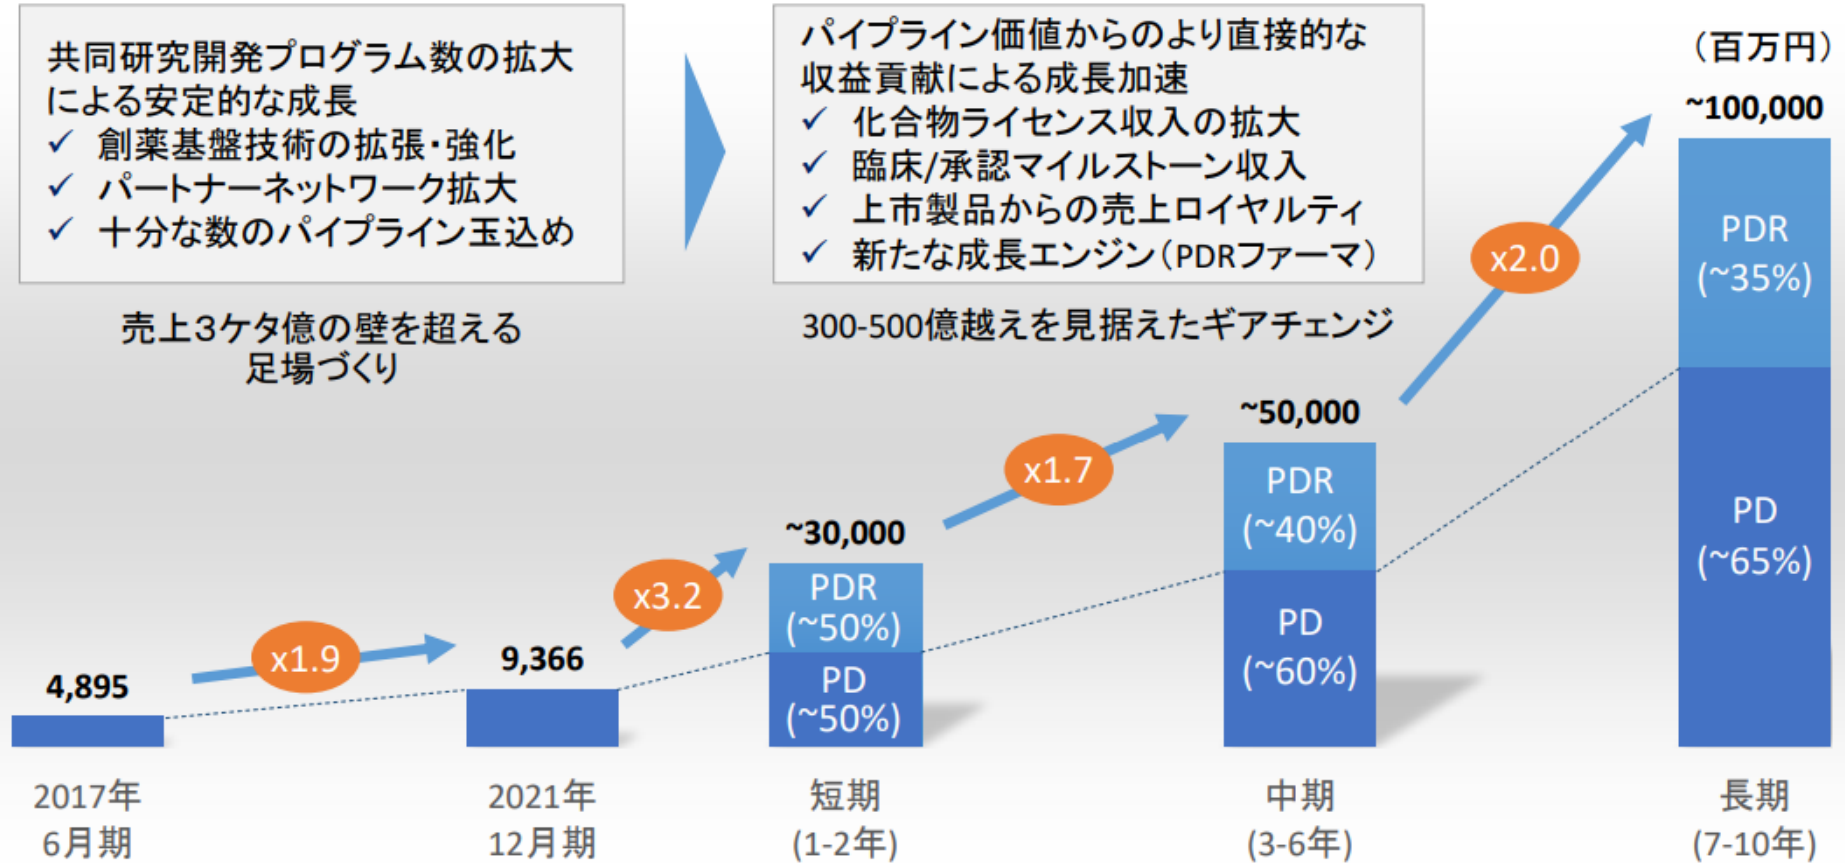 共同研究開発プログラム数の拡大
による安定的な成長
✓ 創薬基盤技術の拡張・強化
✓ パートナーネットワーク拡大
✓ 十分な数のパイプライン玉込め
売上３ケタ億の壁を超える
足場づくり
パイプライン価値からのより直接的な
収益貢献による成長加速
✓ 化合物ライセンス収入の拡大
✓ 臨床/承認マイルストーン収入
✓ 上市製品からの売上ロイヤルティ
✓ 新たな成長エンジン（PDRファーマ）
300-500億越えを見据えたギアチェンジ
（百万円）
4,895
x1.9
9,366
x3.2
~30,000
PDR
(~50%)
PD
(~50%)
x1.7
~50,000
PDR
(~40%)
PD
(~60%)
x2.0
~100,000
PDR
(~35%)
PD
(~65%)
2017年
6月期
2021年
12月期
短期
(1-2年)
中期
(3-6年)
長期
(7-10年)